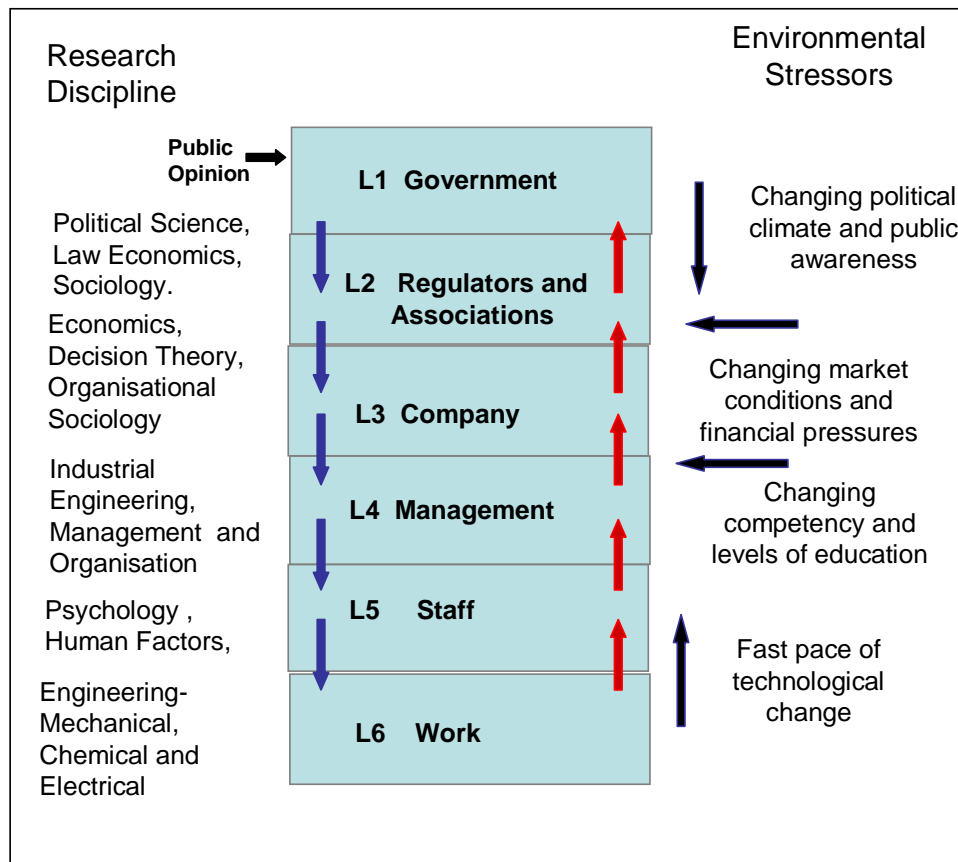 Research
Discipline
Environmental
Stressors
Public
Opinion
L1 Government
Political Science,
Law Economics,
Sociology.
Changing political
climate and public
awareness
L2 Regulators and
Associations
Economics,
Decision Theory,
Organisational
Sociology
L3 Company
Changing market
conditions and
financial pressures
Industrial
Engineering,
Management and
Organisation
L4 Management
Changing
competency and
levels of education
Psychology ,
Human Factors,
L5 Staff
Fast pace of
technological
change
Engineering-
Mechanical,
Chemical and
Electrical
L6 Work